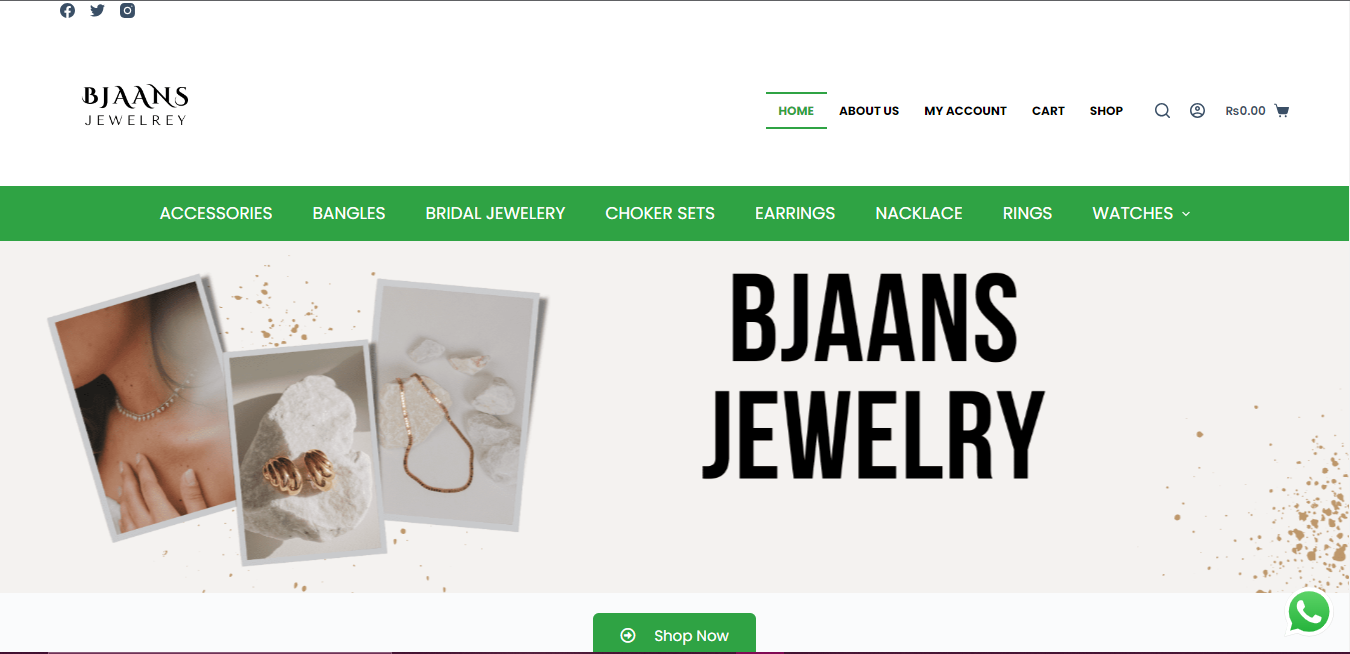 BJAANS
JEWELREY
HOME ABOUT US MY ACCOUNT CART SHOP ₨0.00
ACCESSORIES BANGLES BRIDAL JEWELERY CHOKER SETS EARRINGS NACKLACE RINGS WATCHES
BJAANS
JEWELRY
Shop Now